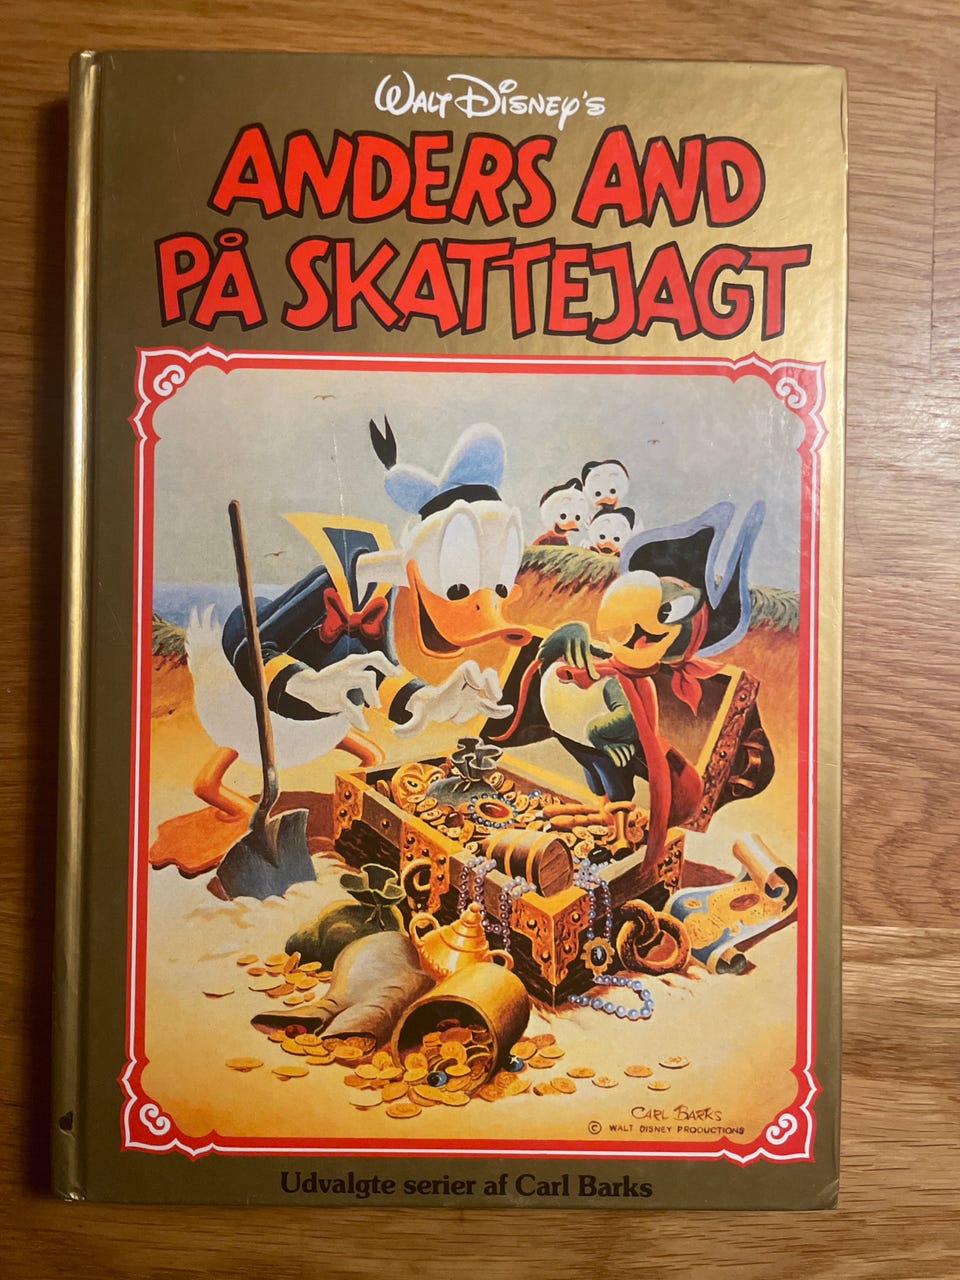 WALT DISNEY'S
ANDERS AND
PÅ SKATTEJAGT
CARL BARKS
© WALT DISNEY PRODUCTIONS
Udvalgte serier af Carl Barks